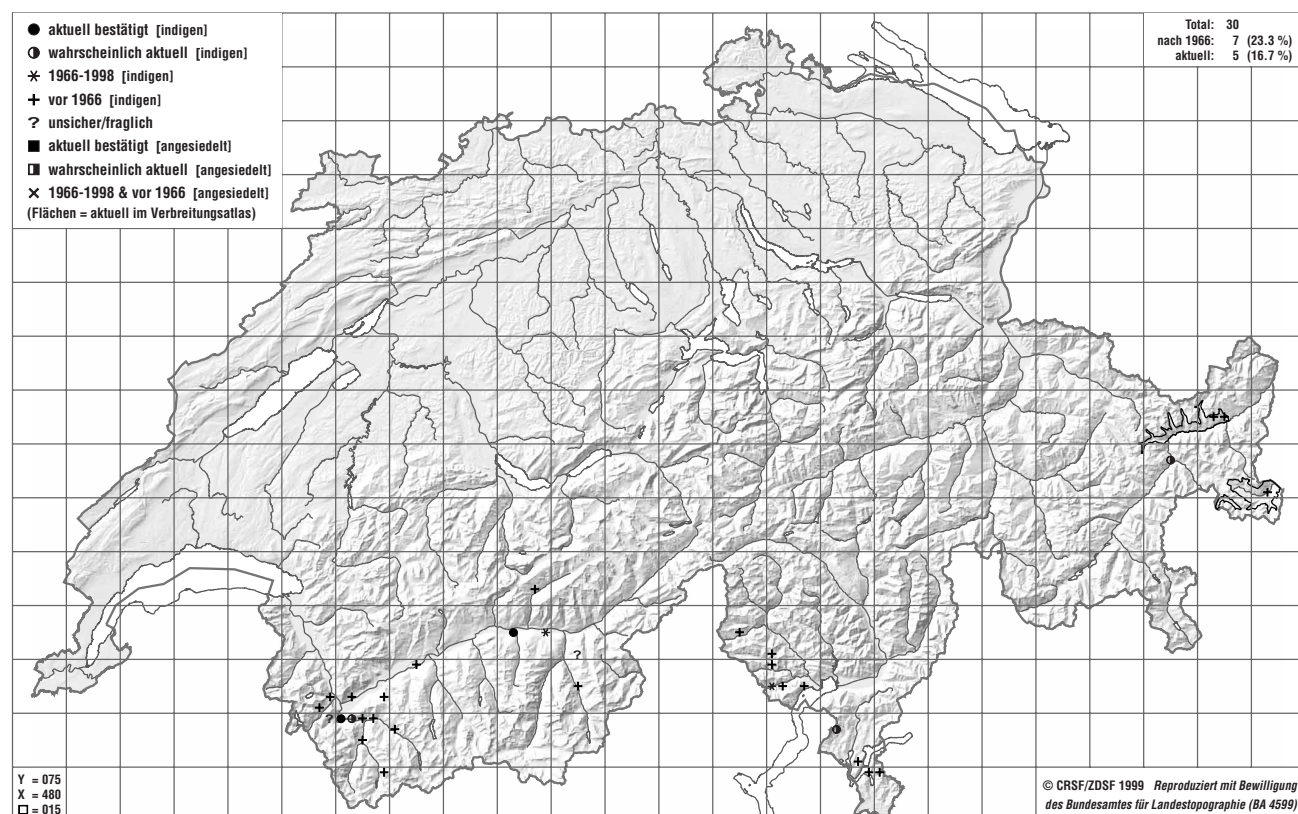 ● aktuell bestätigt [indigen]
◑ wahrscheinlich aktuell [indigen]
✳ 1966-1998 [indigen]
+ vor 1966 [indigen]
? unsicher/fraglich
■ aktuell bestätigt [angesiedelt]
◨ wahrscheinlich aktuell [angesiedelt]
× 1966-1998 & vor 1966 [angesiedelt]
(Flächen = aktuell im Verbreitungsatlas)
Total: 30
nach 1966: 7 (23.3 %)
aktuell: 5 (16.7 %)
?
?
Y = 075
X = 480
□ = 015
© CRSF/ZDSF 1999 Reproduziert mit Bewilligung
des Bundesamtes für Landestopographie (BA 4599)